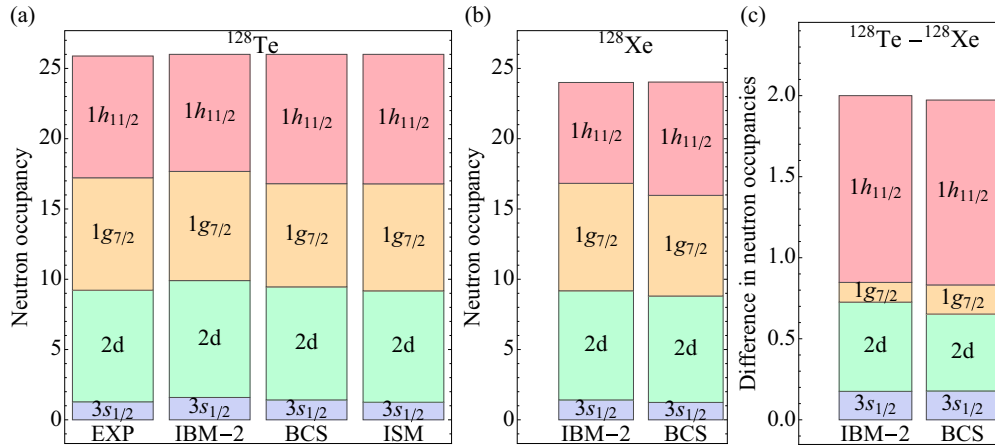 (a)
¹²⁸Te
Neutron occupancy
25
20
15
10
5
0
1h₁₁/₂
1h₁₁/₂
1h₁₁/₂
1h₁₁/₂
1g₇/₂
1g₇/₂
1g₇/₂
1g₇/₂
2d
2d
2d
2d
3s₁/₂
3s₁/₂
3s₁/₂
3s₁/₂
EXP
IBM−2
BCS
ISM
(b)
¹²⁸Xe
Neutron occupancy
25
20
15
10
5
0
1h₁₁/₂
1h₁₁/₂
1g₇/₂
1g₇/₂
2d
2d
3s₁/₂
3s₁/₂
IBM−2
BCS
(c)
¹²⁸Te −¹²⁸Xe
Difference in neutron occupancies
2.0
1.5
1.0
0.5
0.0
1h₁₁/₂
1h₁₁/₂
1g₇/₂
1g₇/₂
2d
2d
3s₁/₂
3s₁/₂
IBM−2
BCS